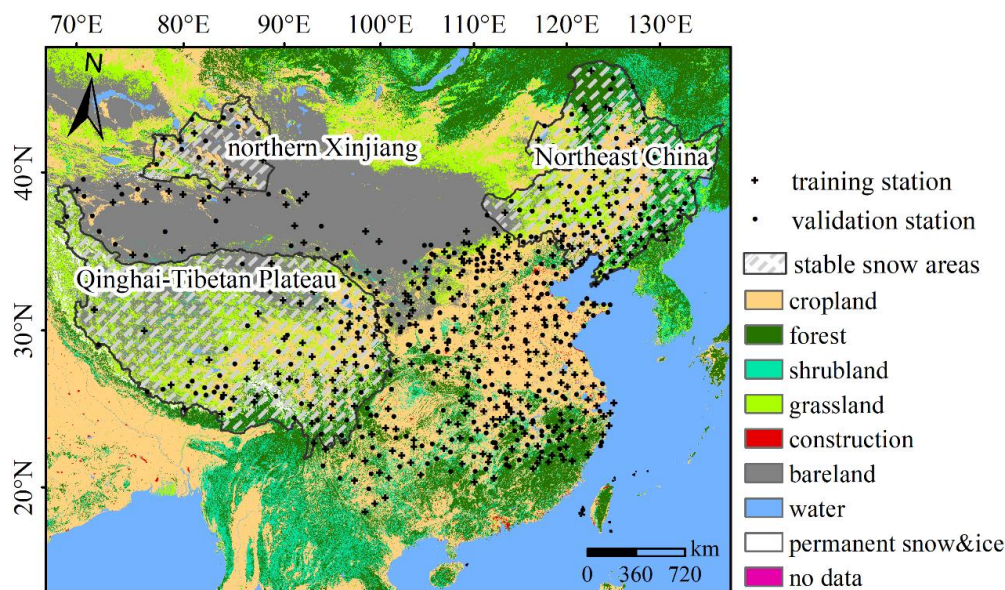 70°E 80°E 90°E 100°E 110°E 120°E 130°E
N
40°N
30°N
20°N
northern Xinjiang
Northeast China
Qinghai-Tibetan Plateau
km
0 360 720
training station
validation station
stable snow areas
cropland
forest
shrubland
grassland
construction
bareland
water
permanent snow&ice
no data